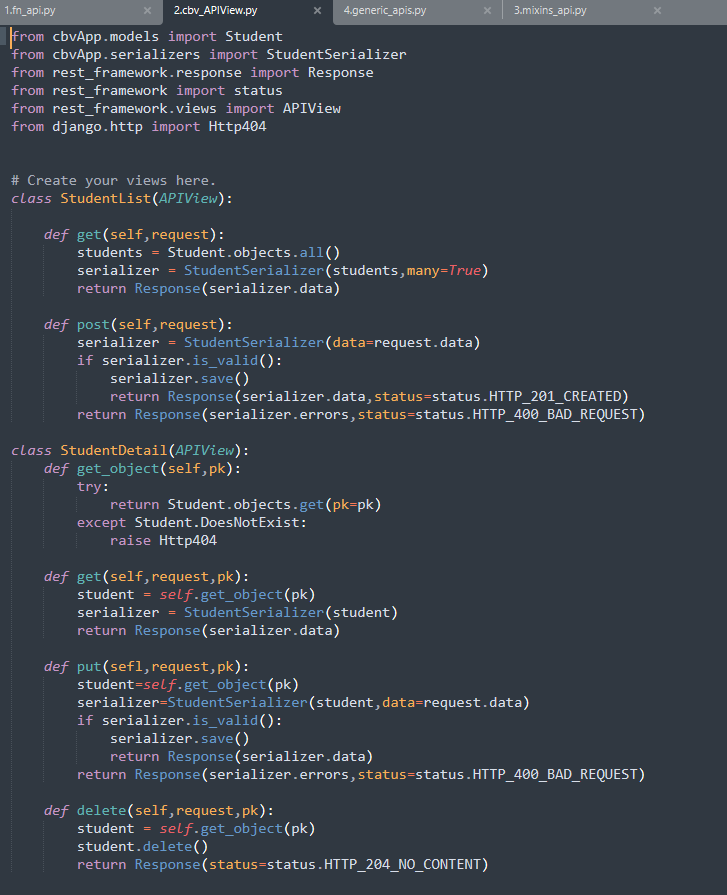 1.fn_api.py × 2.cbv_APIView.py × 4.generic_apis.py × 3.mixins_api.py ×
from cbvApp.models import Student
from cbvApp.serializers import StudentSerializer
from rest_framework.response import Response
from rest_framework import status
from rest_framework.views import APIView
from django.http import Http404
# Create your views here.
class StudentList(APIView):
    def get(self,request):
        students = Student.objects.all()
        serializer = StudentSerializer(students,many=True)
        return Response(serializer.data)
    def post(self,request):
        serializer = StudentSerializer(data=request.data)
        if serializer.is_valid():
            serializer.save()
            return Response(serializer.data,status=status.HTTP_201_CREATED)
        return Response(serializer.errors,status=status.HTTP_400_BAD_REQUEST)
class StudentDetail(APIView):
    def get_object(self,pk):
        try:
            return Student.objects.get(pk=pk)
        except Student.DoesNotExist:
            raise Http404
    def get(self,request,pk):
        student = self.get_object(pk)
        serializer = StudentSerializer(student)
        return Response(serializer.data)
    def put(sefl,request,pk):
        student=self.get_object(pk)
        serializer=StudentSerializer(student,data=request.data)
        if serializer.is_valid():
            serializer.save()
            return Response(serializer.data)
        return Response(serializer.errors,status=status.HTTP_400_BAD_REQUEST)
    def delete(self,request,pk):
        student = self.get_object(pk)
        student.delete()
        return Response(status=status.HTTP_204_NO_CONTENT)